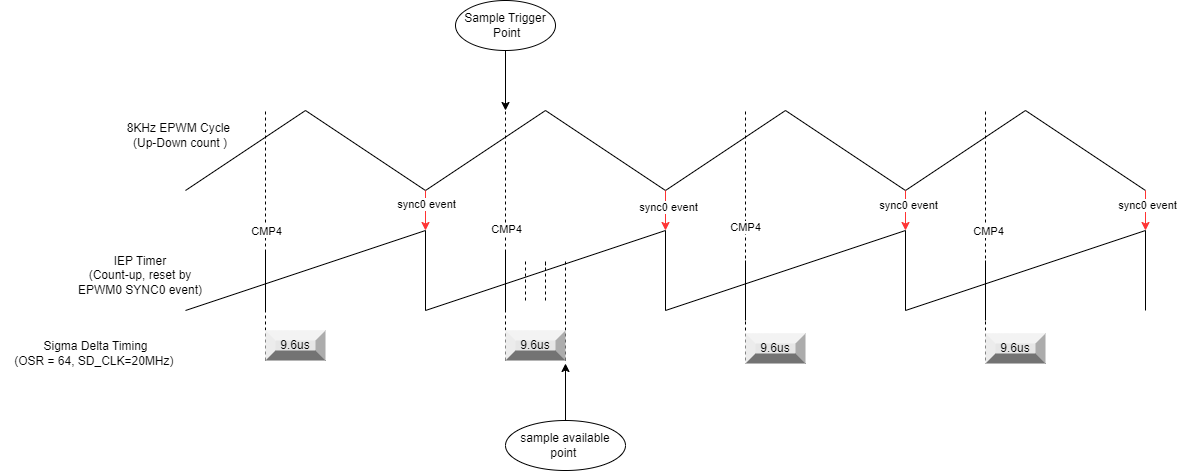 Sample Trigger
Point
8KHz EPWM Cycle
(Up-Down count )
sync0 event
sync0 event
sync0 event
sync0 event
CMP4
CMP4
CMP4
CMP4
IEP Timer
(Count-up, reset by
EPWM0 SYNC0 event)
Sigma Delta Timing
(OSR = 64, SD_CLK=20MHz)
9.6us
9.6us
9.6us
9.6us
sample available
point